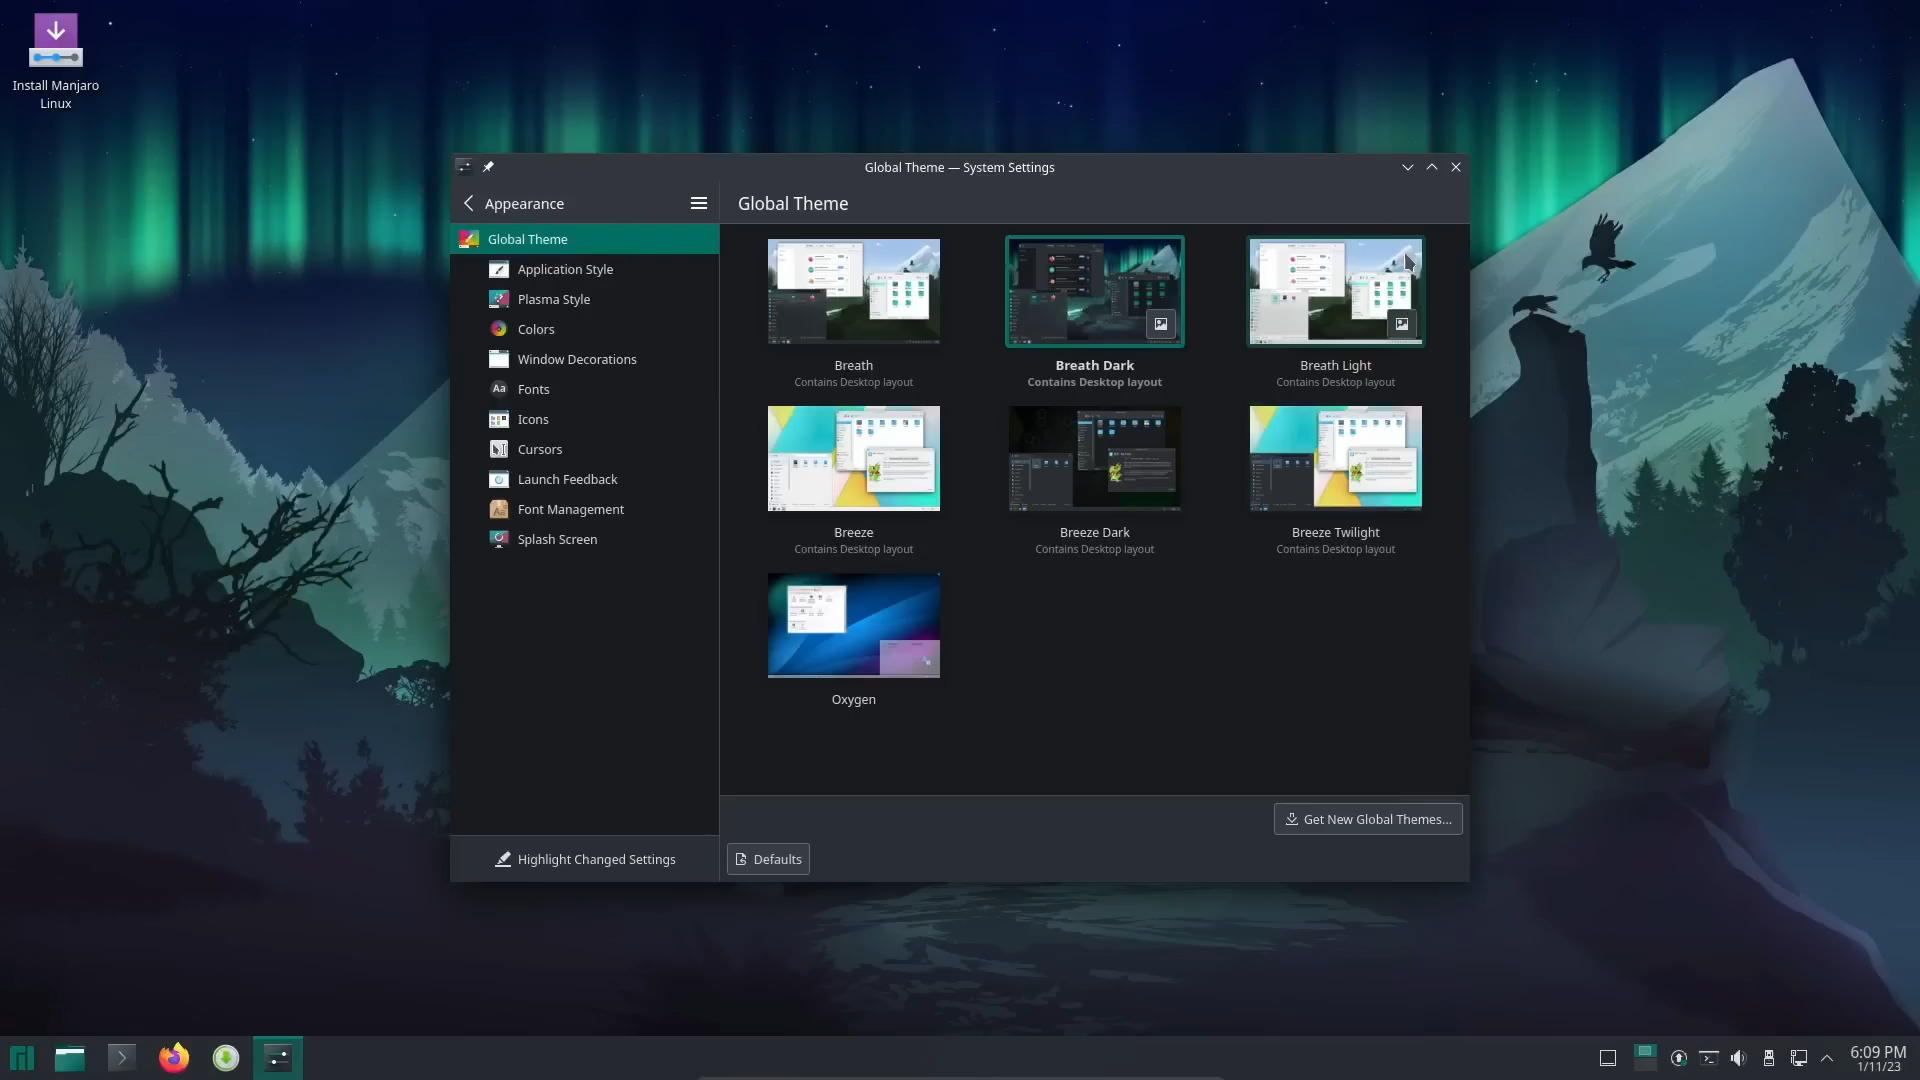 Install Manjaro
Linux
Global Theme — System Settings
Appearance
Global Theme
Global Theme
Application Style
Plasma Style
Colors
Window Decorations
Fonts
Icons
Cursors
Launch Feedback
Font Management
Splash Screen
Highlight Changed Settings
Breath
Contains Desktop layout
Breath Dark
Contains Desktop layout
Breath Light
Contains Desktop layout
Breeze
Contains Desktop layout
Breeze Dark
Contains Desktop layout
Breeze Twilight
Contains Desktop layout
Oxygen
Get New Global Themes...
Defaults
6:09 PM
1/11/23